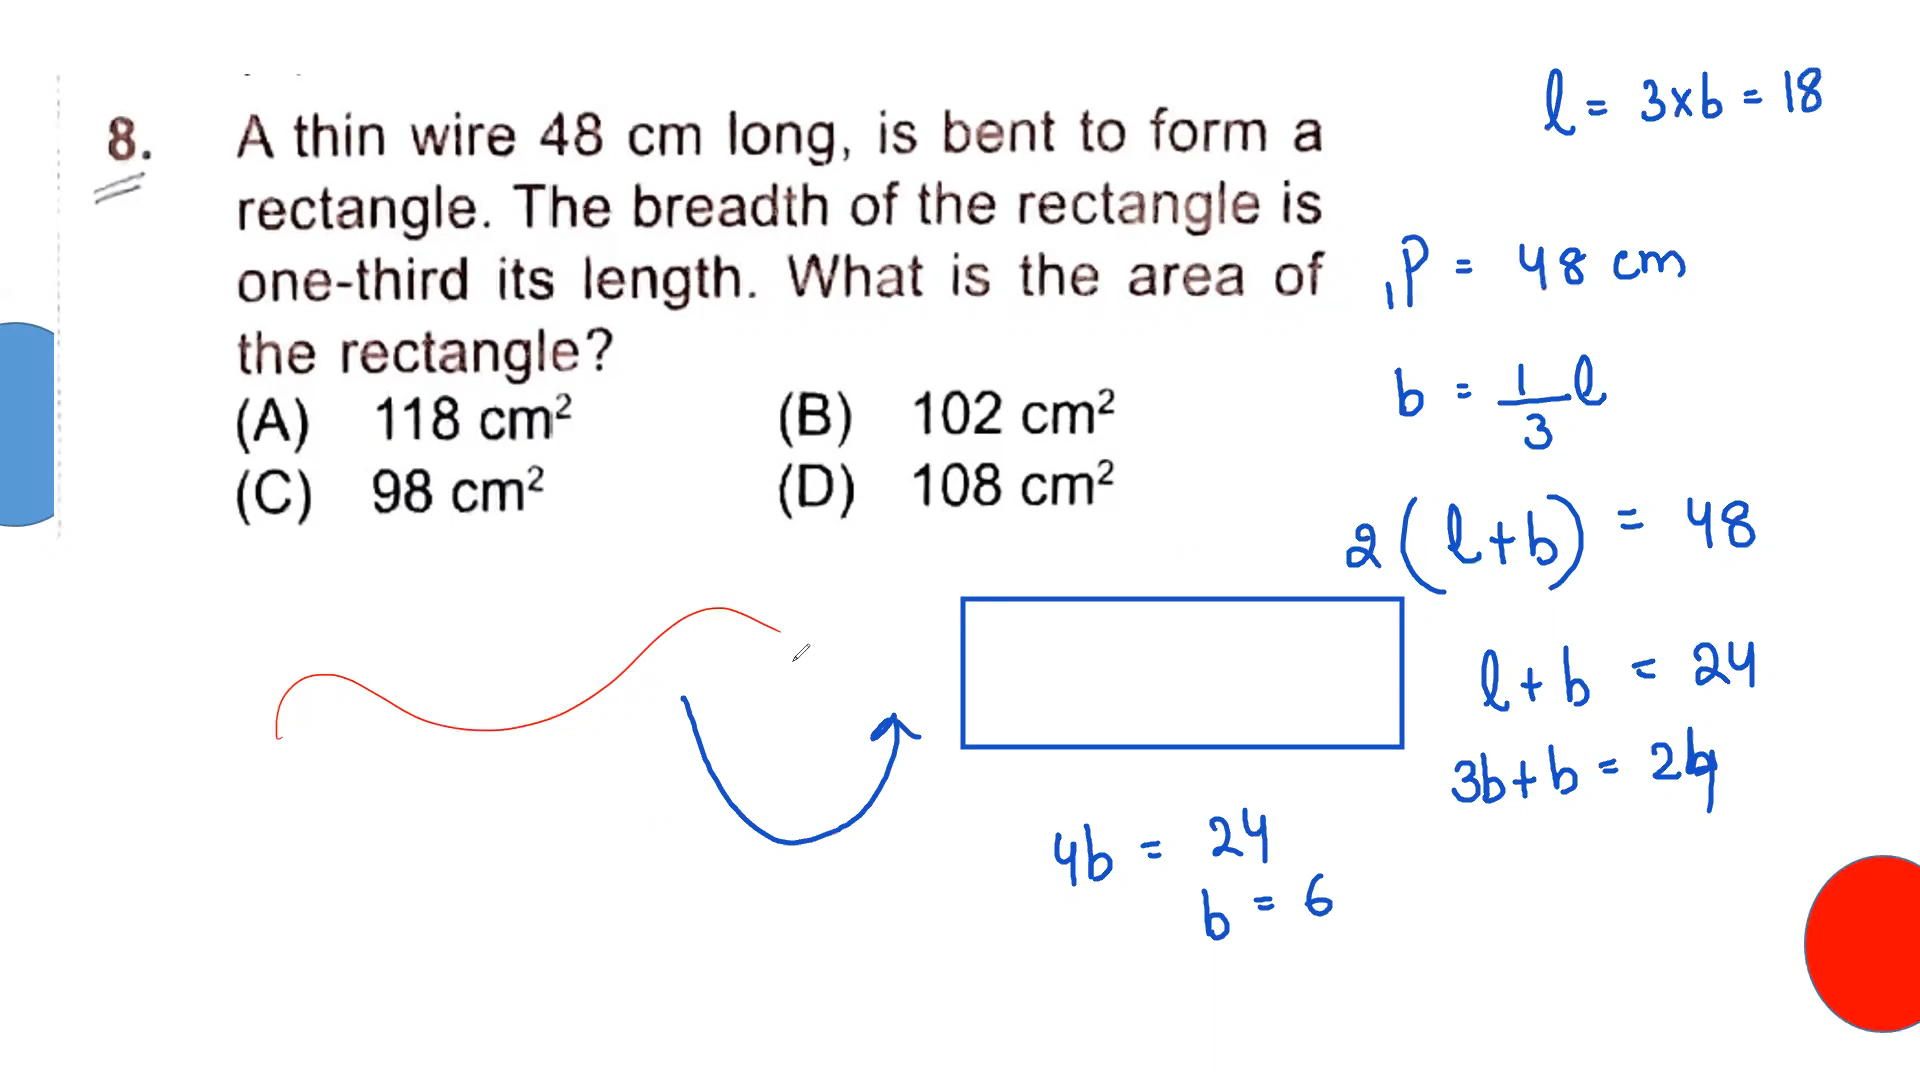 8. A thin wire 48 cm long, is bent to form a
rectangle. The breadth of the rectangle is
one-third its length. What is the area of
the rectangle?
(A) 118 cm² (B) 102 cm²
(C) 98 cm² (D) 108 cm²
l = 3×b = 18
P = 48 cm
b = 1/3 l
2(l+b) = 48
l+b = 24
3b+b = 24
4b = 24
b = 6